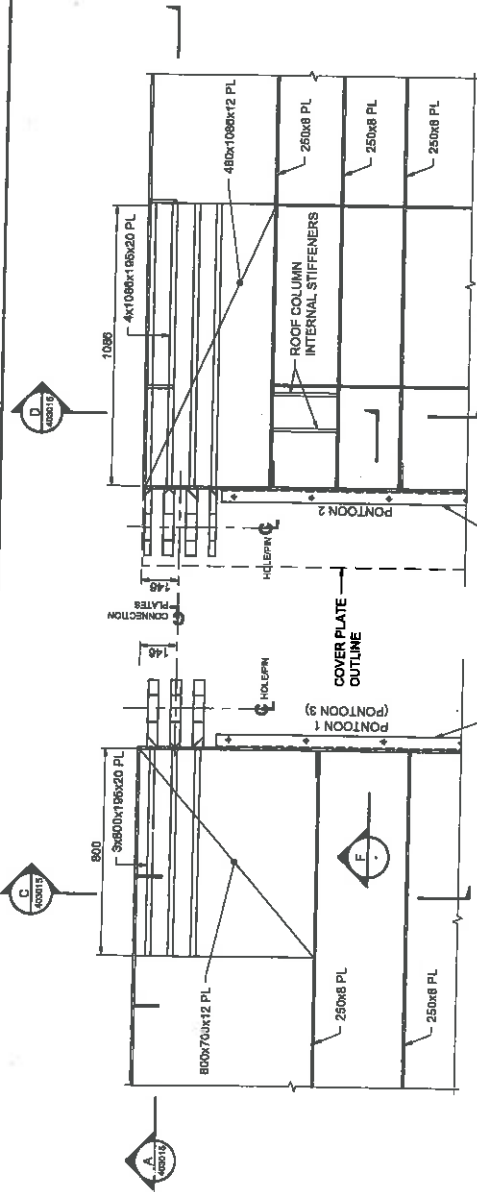 D
403015
1086
4x1086x195x20 PL
480x1086x12 PL
250x8 PL
250x8 PL
250x8 PL
ROOF COLUMN
INTERNAL STIFFENERS
PONTOON 2
HOLE/PIN
146
CONNECTION
PLATES
146
COVER PLATE
OUTLINE
HOLE/PIN
PONTOON 1
(PONTOON 3)
C
403015
800
3x800x195x20 PL
800x700x12 PL
F
250x8 PL
250x8 PL
A
403015